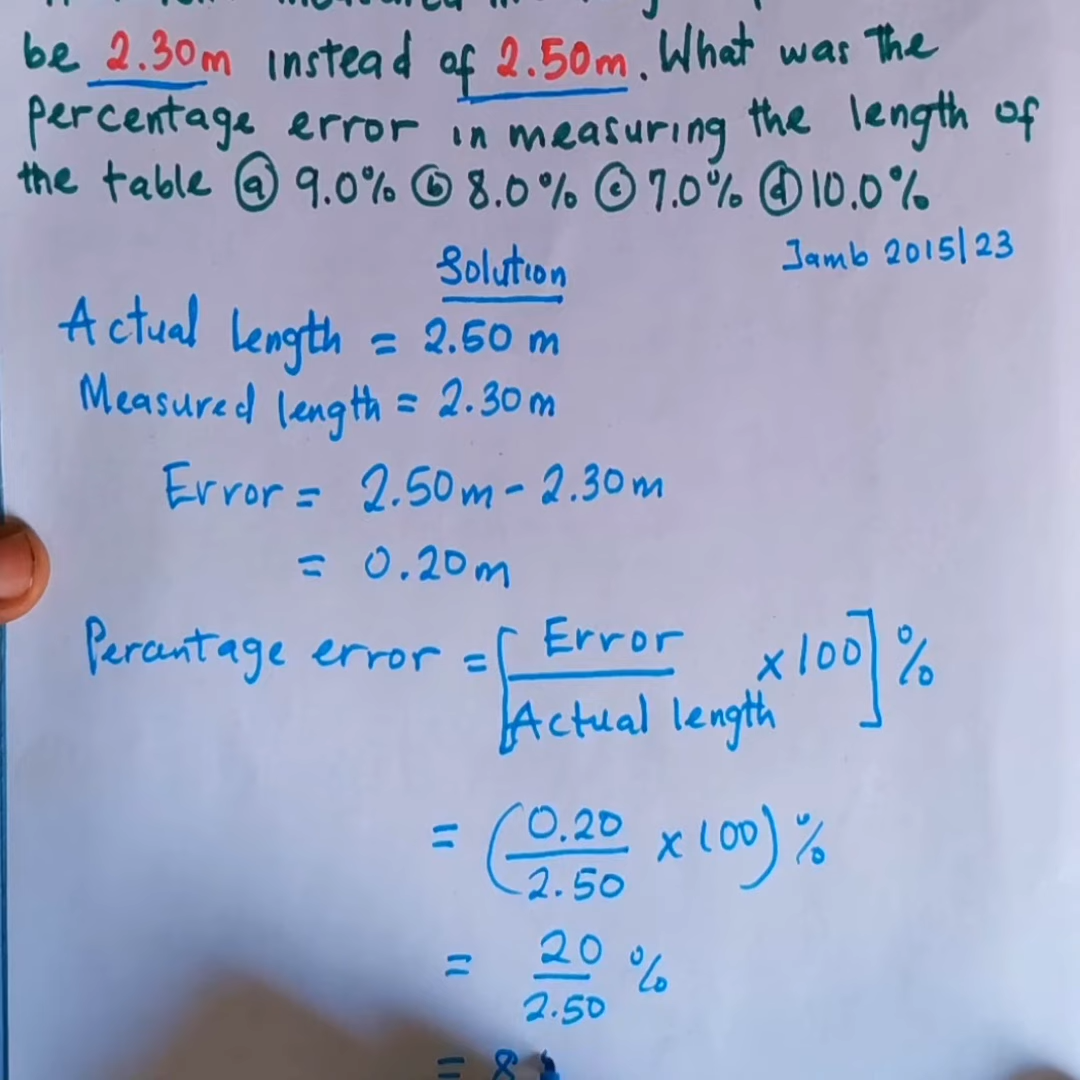 be 2.30m instead of 2.50m. What was the
percentage error in measuring the length of
the table (a) 9.0% (b) 8.0% (c) 7.0% (d) 10.0%
Jamb 2015/23
Solution
Actual length = 2.50 m
Measured length = 2.30m
Error = 2.50m - 2.30m
= 0.20m
Percentage error = [Error / Actual length x 100] %
= (0.20 / 2.50 x 100) %
= 20 / 2.50 %
= 8